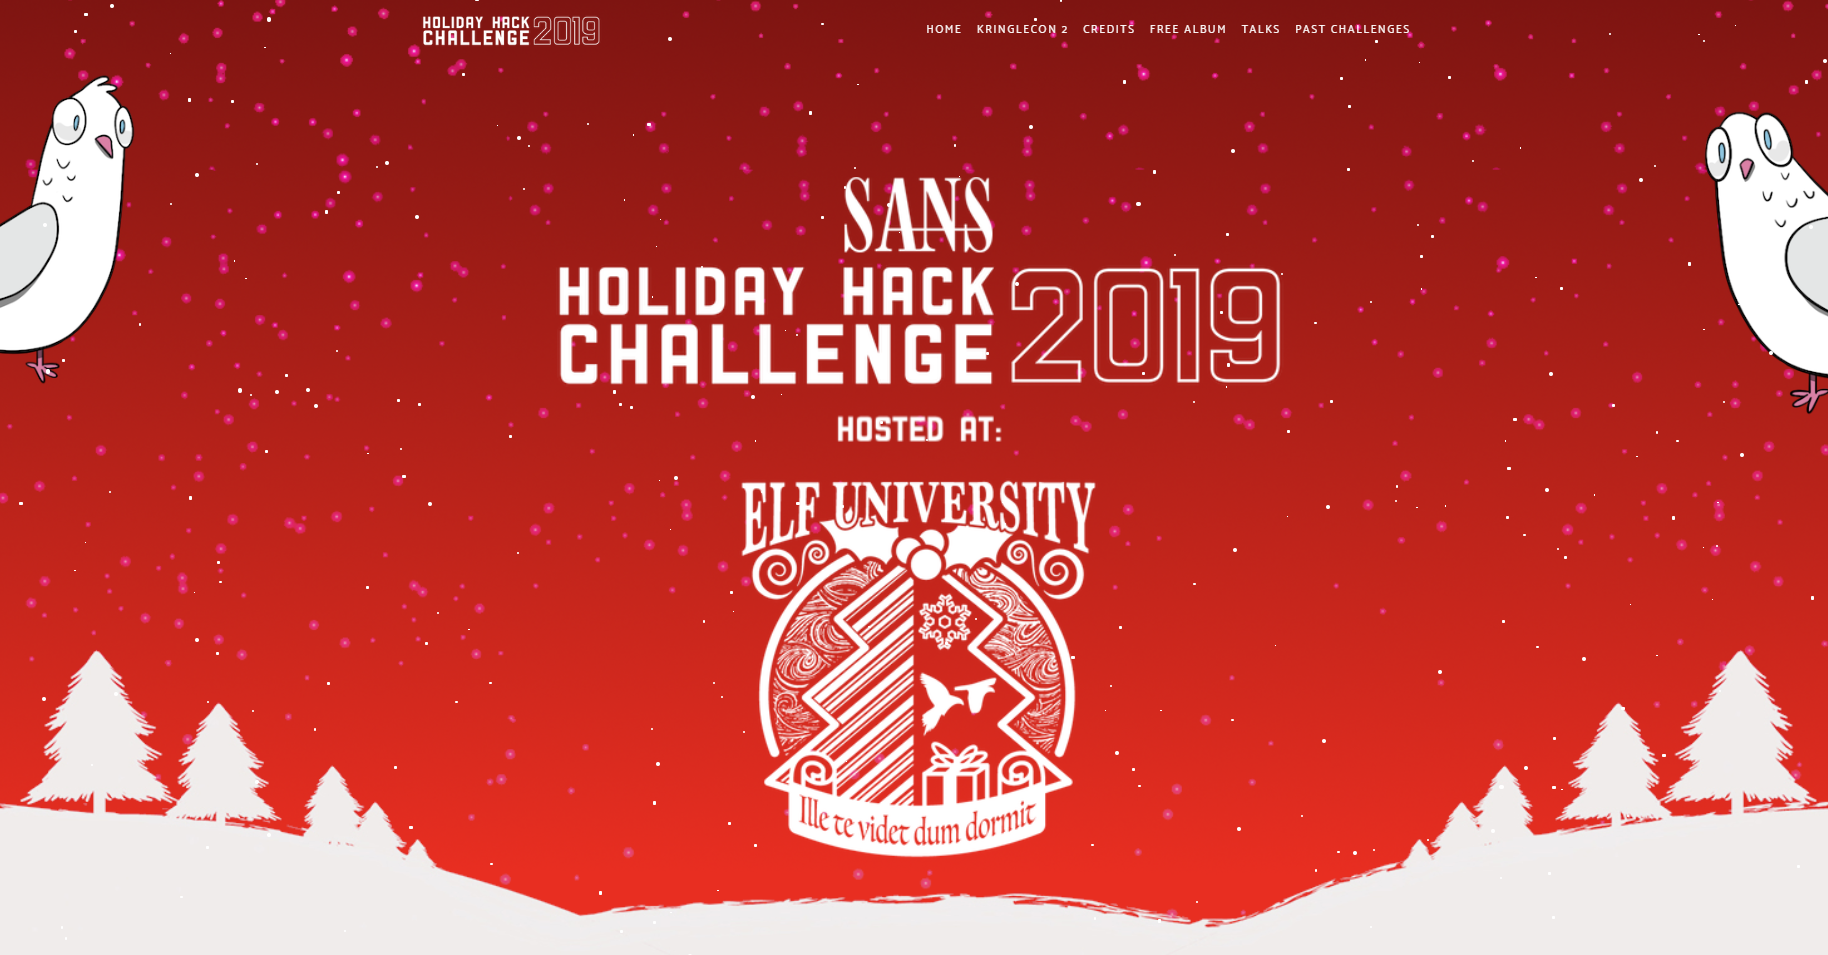 HOLIDAY HACK
CHALLENGE 2019
HOME KRINGLECON 2 CREDITS FREE ALBUM TALKS PAST CHALLENGES
SANS
HOLIDAY HACK
CHALLENGE 2019
HOSTED AT:
ELF UNIVERSITY
Ille te videt dum dormit